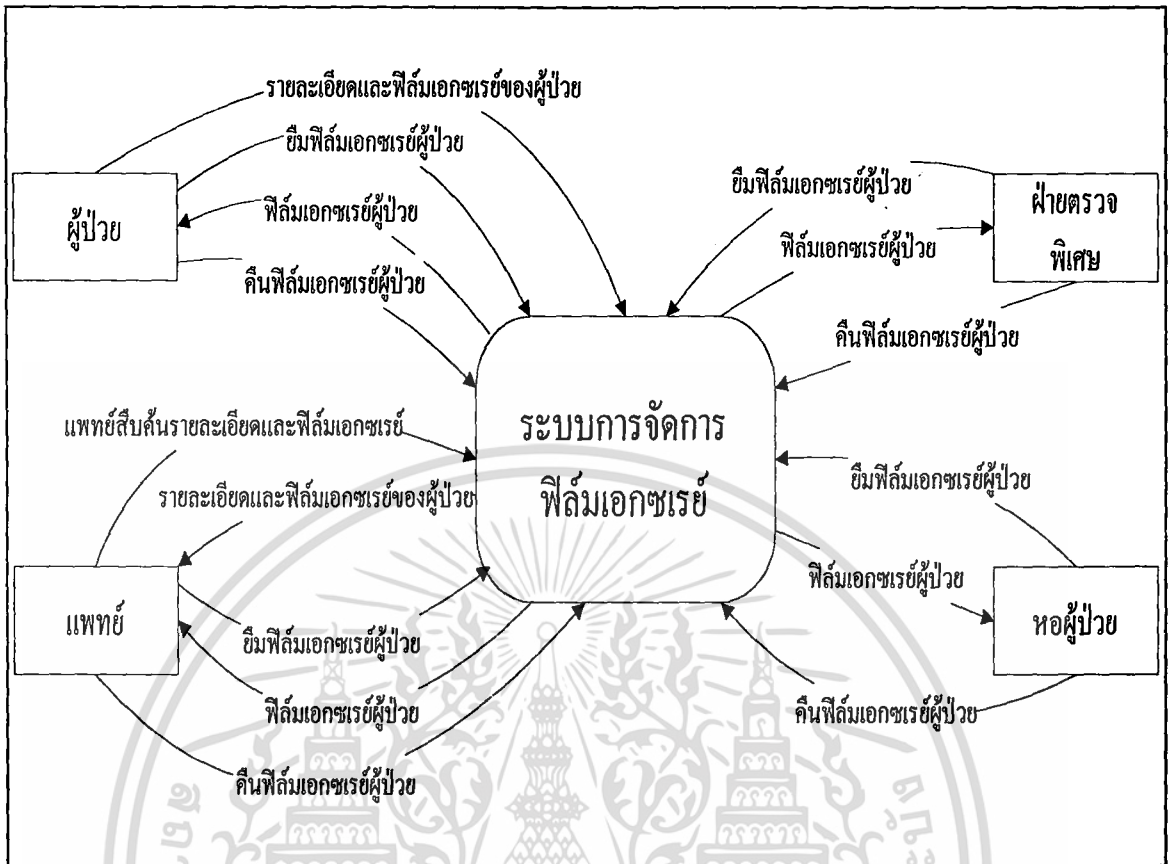 รายละเอียดและฟิล์มเอกซเรย์ของผู้ป่วย
ยืมฟิล์มเอกซเรย์ผู้ป่วย
ฟิล์มเอกซเรย์ผู้ป่วย
คืนฟิล์มเอกซเรย์ผู้ป่วย
ผู้ป่วย
ยืมฟิล์มเอกซเรย์ผู้ป่วย
ฟิล์มเอกซเรย์ผู้ป่วย
คืนฟิล์มเอกซเรย์ผู้ป่วย
ฝ่ายตรวจ
พิเศษ
ระบบการจัดการ
ฟิล์มเอกซเรย์
แพทย์สืบค้นรายละเอียดและฟิล์มเอกซเรย์
รายละเอียดและฟิล์มเอกซเรย์ของผู้ป่วย
แพทย์
ยืมฟิล์มเอกซเรย์ผู้ป่วย
ฟิล์มเอกซเรย์ผู้ป่วย
คืนฟิล์มเอกซเรย์ผู้ป่วย
ยืมฟิล์มเอกซเรย์ผู้ป่วย
ฟิล์มเอกซเรย์ผู้ป่วย
คืนฟิล์มเอกซเรย์ผู้ป่วย
หอผู้ป่วย